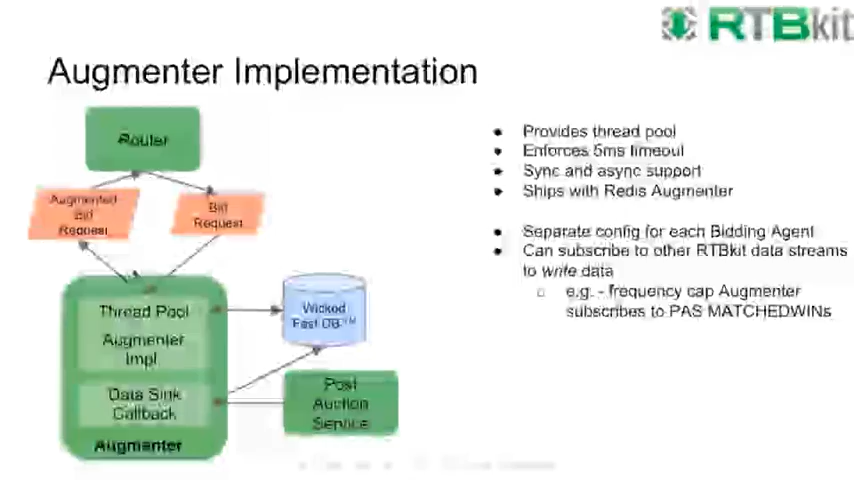 RTBkit
Augmenter Implementation
Router
Augmented
Bid
Request
Bid
Request
Thread Pool
Augmenter
Impl
Data Sink
Callback
Augmenter
Wicked
Fast DB™
Post
Auction
Service
● Provides thread pool
● Enforces 5ms timeout
● Sync and async support
● Ships with Redis Augmenter
● Separate config for each Bidding Agent
● Can subscribe to other RTBkit data streams
to write data
○ e.g. - frequency cap Augmenter
subscribes to PAS MATCHEDWINs